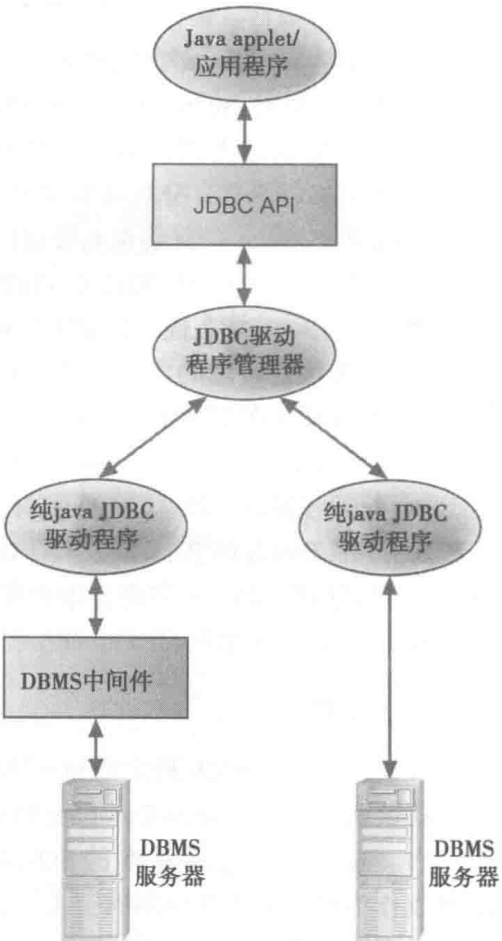 Java applet/
应用程序
JDBC API
JDBC驱动
程序管理器
纯java JDBC
驱动程序
纯java JDBC
驱动程序
DBMS中间件
DBMS
服务器
DBMS
服务器